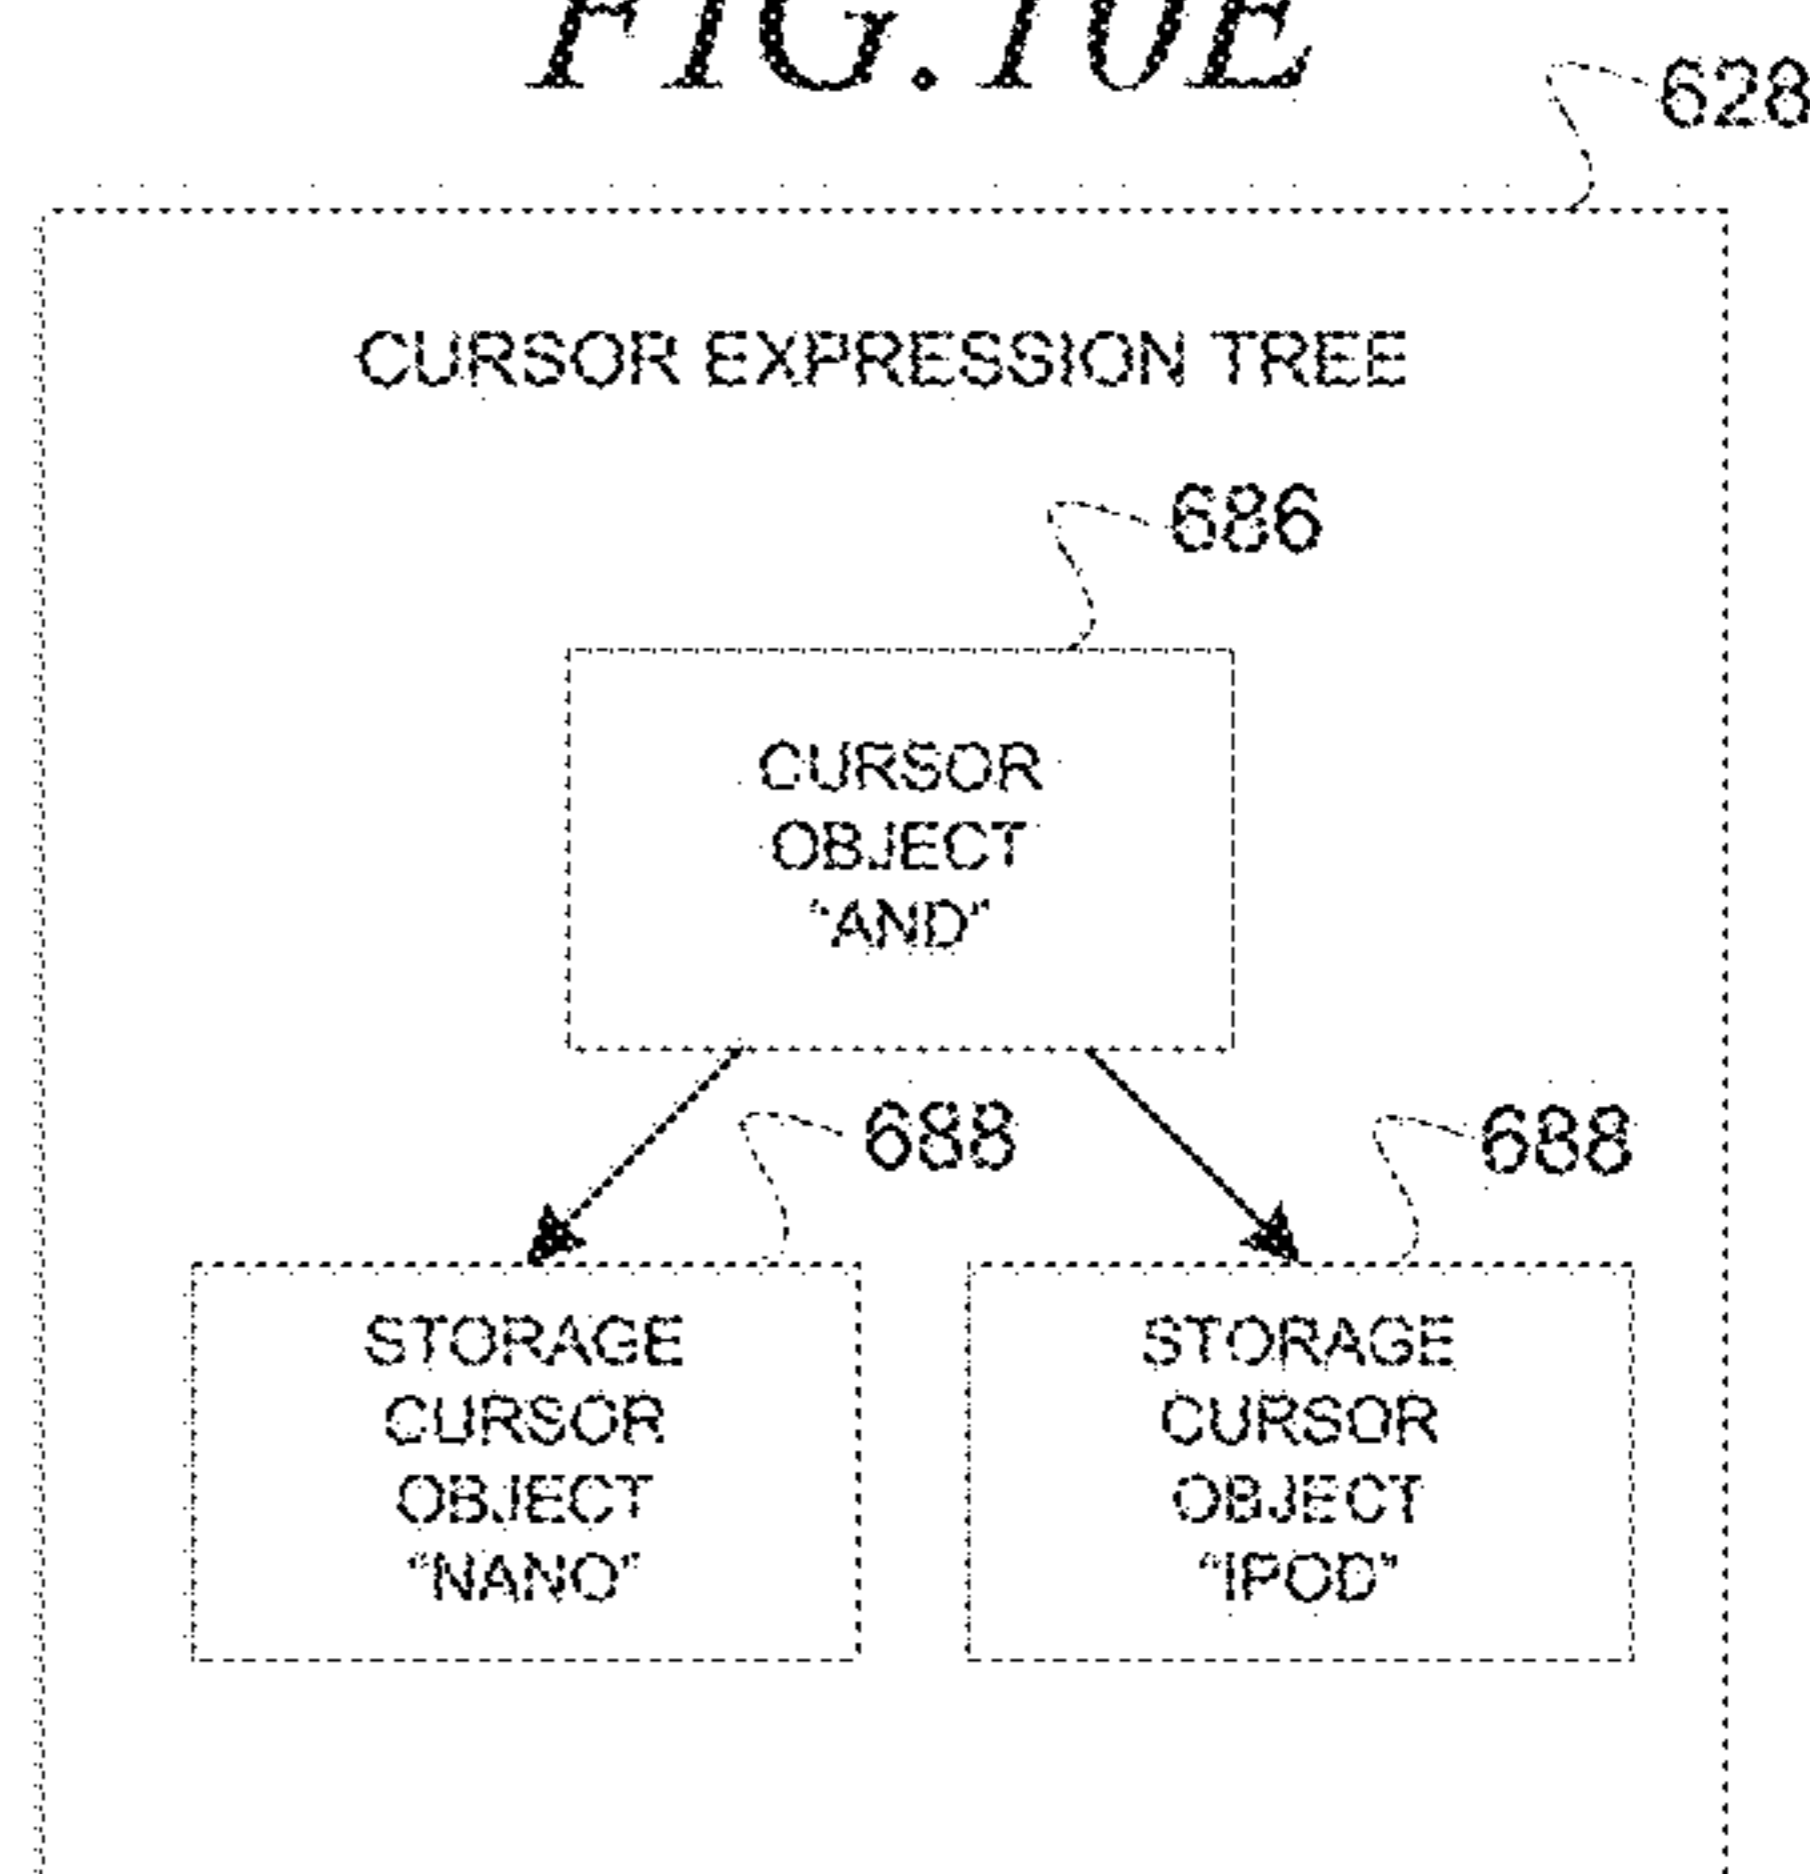 FIG.10E
628
CURSOR EXPRESSION TREE
686
CURSOR
OBJECT
"AND"
688
688
STORAGE
CURSOR
OBJECT
"NANO"
STORAGE
CURSOR
OBJECT
"IPOD"